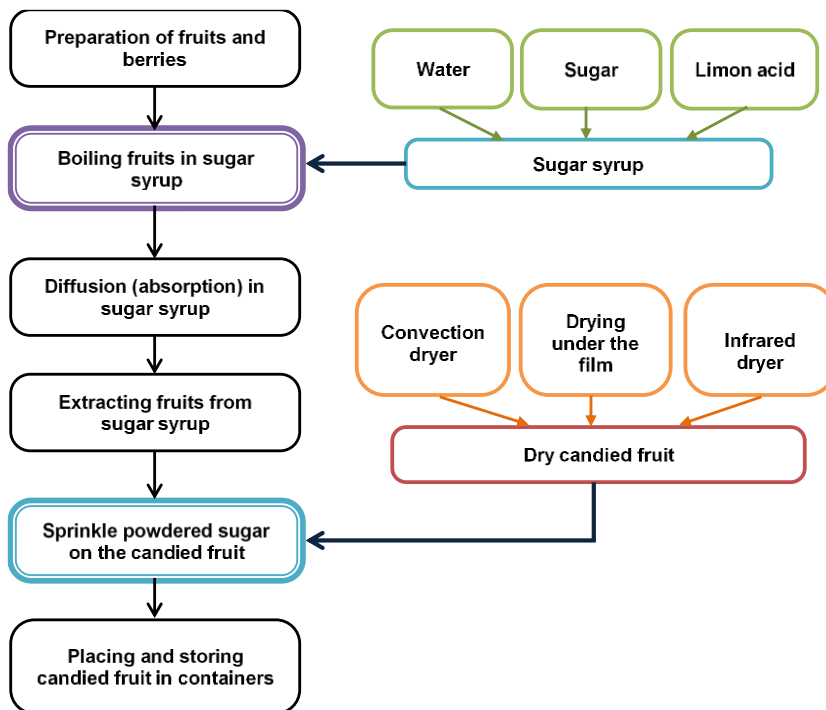 Preparation of fruits and
berries
Water
Sugar
Limon acid
Boiling fruits in sugar
syrup
Sugar syrup
Diffusion (absorption) in
sugar syrup
Convection
dryer
Drying
under the
film
Infrared
dryer
Extracting fruits from
sugar syrup
Dry candied fruit
Sprinkle powdered sugar
on the candied fruit
Placing and storing
candied fruit in containers